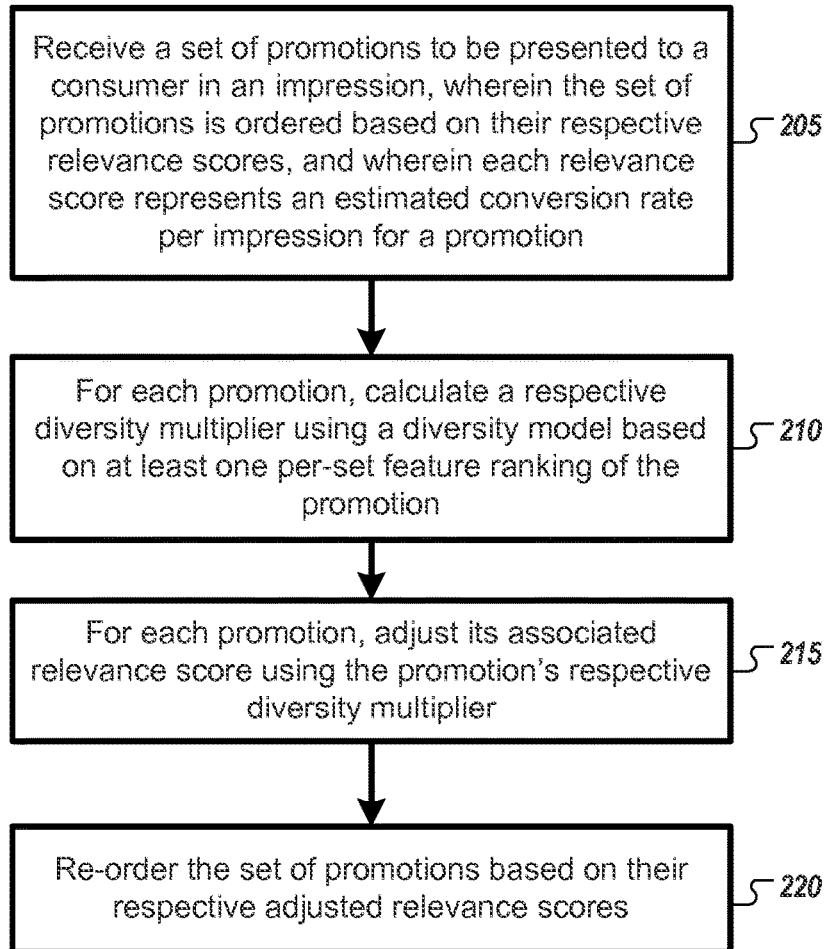 Receive a set of promotions to be presented to a
consumer in an impression, wherein the set of
promotions is ordered based on their respective
relevance scores, and wherein each relevance
score represents an estimated conversion rate
per impression for a promotion
205
For each promotion, calculate a respective
diversity multiplier using a diversity model based
on at least one per-set feature ranking of the
promotion
210
For each promotion, adjust its associated
relevance score using the promotion's respective
diversity multiplier
215
Re-order the set of promotions based on their
respective adjusted relevance scores
220